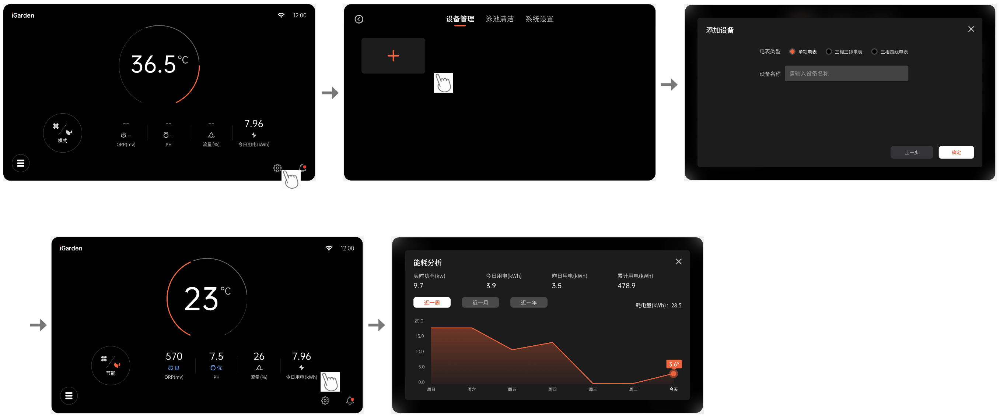 iGarden
12:00
36.5℃
--
--
--
7.96
--
--
ORP(mv)
PH
流量(%)
今日用电(kWh)
模式
设备管理 泳池清洁 系统设置
添加设备
电表类型 单项电表 三相三线电表 三相四线电表
设备名称 请输入设备名称
上一步 确定
iGarden
12:00
23℃
570
7.5
26
7.96
良
优
ORP(mv)
PH
流量(%)
今日用电(kWh)
节能
能耗分析
实时功率(kw) 今日用电(kWh) 昨日用电(kWh) 累计用电(kWh)
9.7 3.9 3.5 478.9
近一周 近一月 近一年
耗电量(kWh)：28.5
20.0
15.0
10.0
5.0
0.0
3.6°
周日 周六 周五 周四 周三 周二 今天